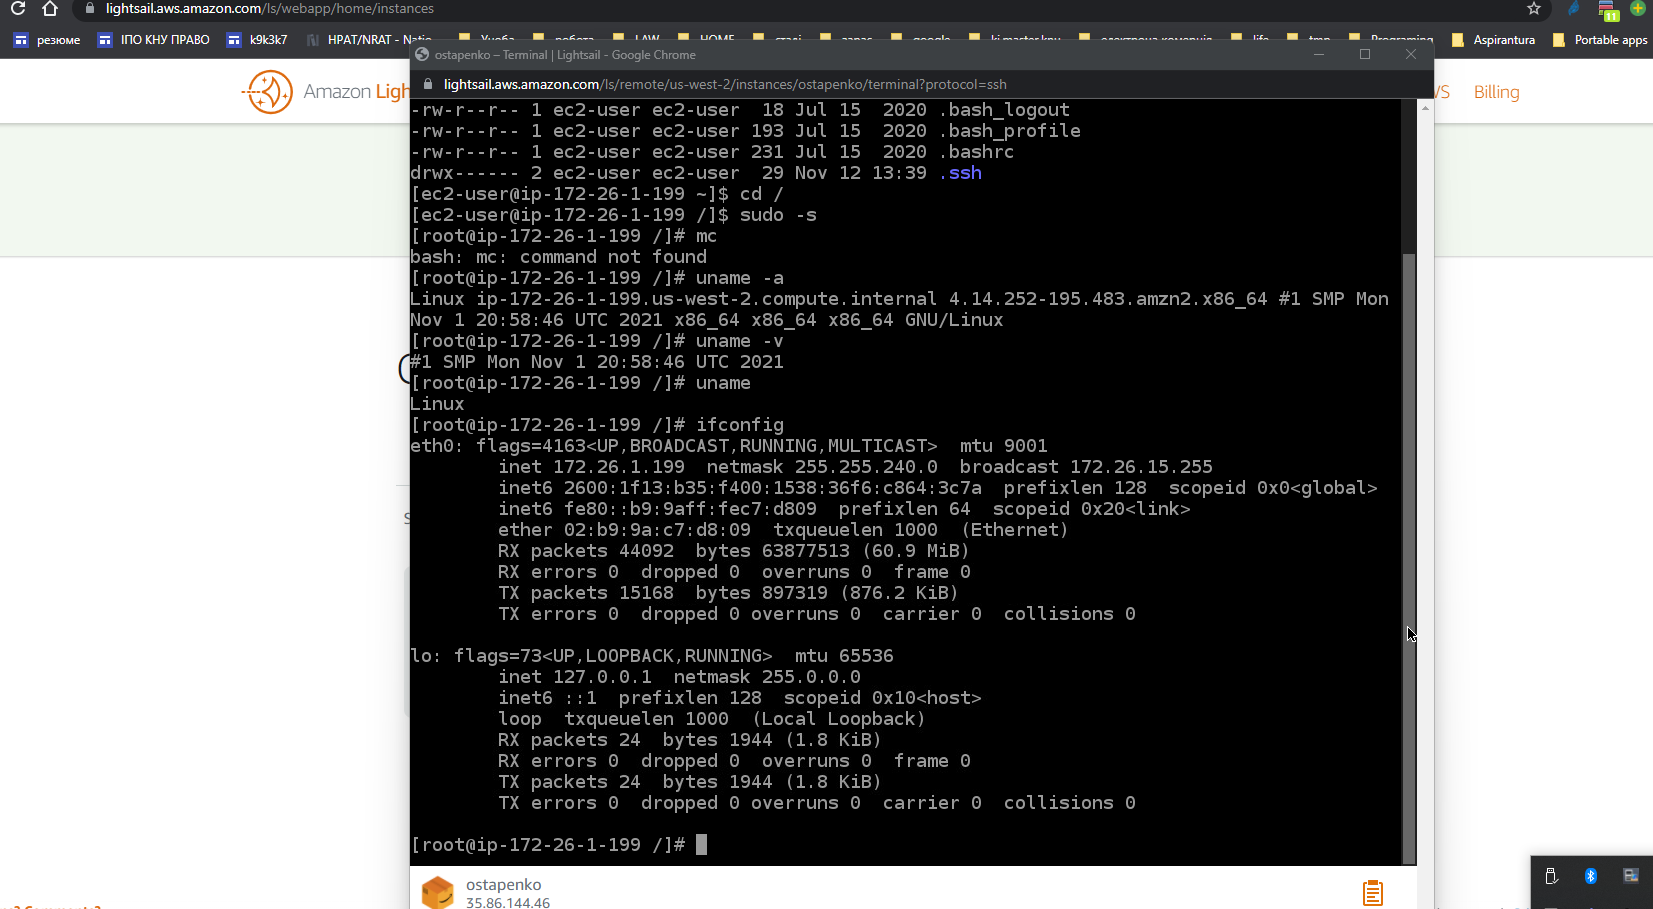 lightsail.aws.amazon.com/ls/webapp/home/instances
резюме ІПО КНУ ПРАВО k9k3k7 НРАТ/NRAT - Natio Учоба робота LAW HOME статі запас google ki.master.knu life tmp Programing Aspirantura Portable apps
11
ostapenko – Terminal | Lightsail - Google Chrome
lightsail.aws.amazon.com/ls/remote/us-west-2/instances/ostapenko/terminal?protocol=ssh
Amazon Ligh
WS Billing
-rw-r--r-- 1 ec2-user ec2-user  18 Jul 15  2020 .bash_logout
-rw-r--r-- 1 ec2-user ec2-user 193 Jul 15  2020 .bash_profile
-rw-r--r-- 1 ec2-user ec2-user 231 Jul 15  2020 .bashrc
drwx------ 2 ec2-user ec2-user  29 Nov 12 13:39 .ssh
[ec2-user@ip-172-26-1-199 ~]$ cd /
[ec2-user@ip-172-26-1-199 /]$ sudo -s
[root@ip-172-26-1-199 /]# mc
bash: mc: command not found
[root@ip-172-26-1-199 /]# uname -a
Linux ip-172-26-1-199.us-west-2.compute.internal 4.14.252-195.483.amzn2.x86_64 #1 SMP Mon
Nov 1 20:58:46 UTC 2021 x86_64 x86_64 x86_64 GNU/Linux
[root@ip-172-26-1-199 /]# uname -v
#1 SMP Mon Nov 1 20:58:46 UTC 2021
[root@ip-172-26-1-199 /]# uname
Linux
[root@ip-172-26-1-199 /]# ifconfig
eth0: flags=4163<UP,BROADCAST,RUNNING,MULTICAST>  mtu 9001
        inet 172.26.1.199  netmask 255.255.240.0  broadcast 172.26.15.255
        inet6 2600:1f13:b35:f400:1538:36f6:c864:3c7a  prefixlen 128  scopeid 0x0<global>
        inet6 fe80::b9:9aff:fec7:d809  prefixlen 64  scopeid 0x20<link>
        ether 02:b9:9a:c7:d8:09  txqueuelen 1000  (Ethernet)
        RX packets 44092  bytes 63877513 (60.9 MiB)
        RX errors 0  dropped 0  overruns 0  frame 0
        TX packets 15168  bytes 897319 (876.2 KiB)
        TX errors 0  dropped 0 overruns 0  carrier 0  collisions 0
lo: flags=73<UP,LOOPBACK,RUNNING>  mtu 65536
        inet 127.0.0.1  netmask 255.0.0.0
        inet6 ::1  prefixlen 128  scopeid 0x10<host>
        loop  txqueuelen 1000  (Local Loopback)
        RX packets 24  bytes 1944 (1.8 KiB)
        RX errors 0  dropped 0  overruns 0  frame 0
        TX packets 24  bytes 1944 (1.8 KiB)
        TX errors 0  dropped 0 overruns 0  carrier 0  collisions 0
[root@ip-172-26-1-199 /]#
ostapenko
35.86.144.46